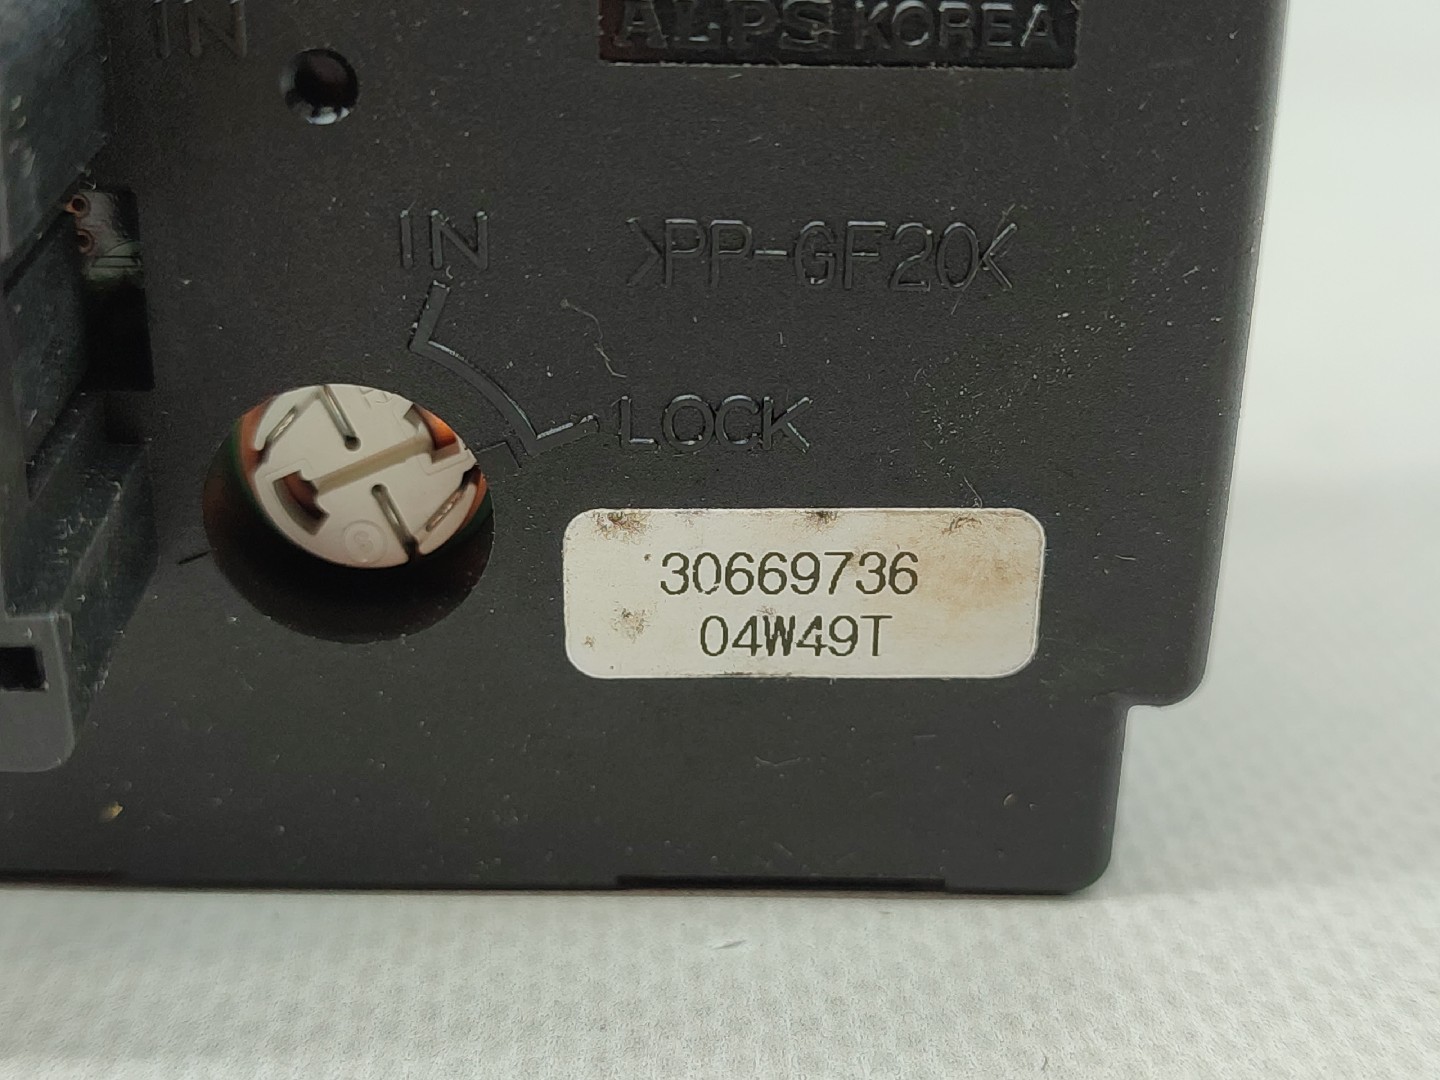 IN
ALPS KOREA
IN
>PP-GF20<
LOCK
30669736
04W49T